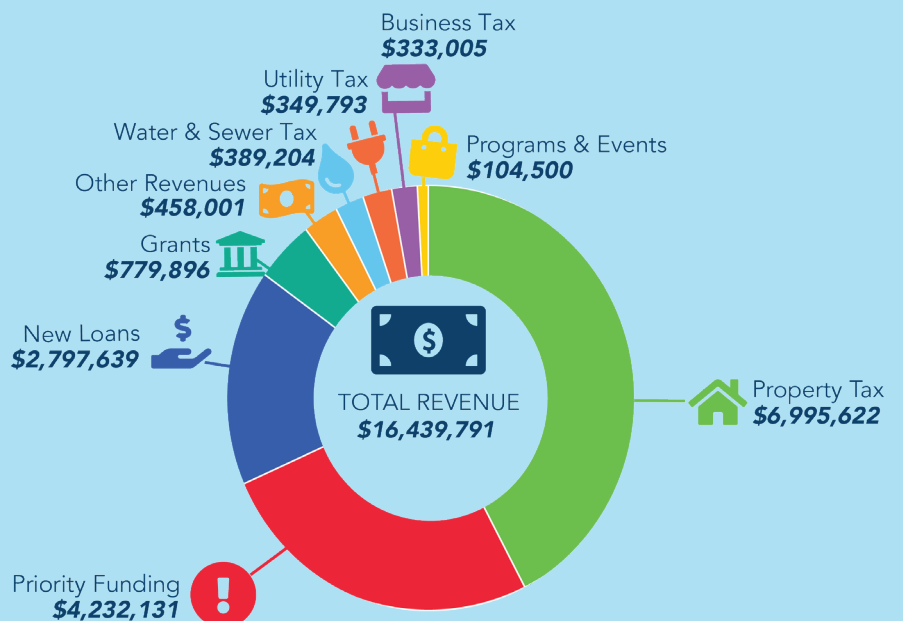 Business Tax
$333,005
Utility Tax
$349,793
Water & Sewer Tax
$389,204
Programs & Events
$104,500
Other Revenues
$458,001
Grants
$779,896
New Loans
$2,797,639
$
$
TOTAL REVENUE
$16,439,791
Property Tax
$6,995,622
Priority Funding
$4,232,131
!